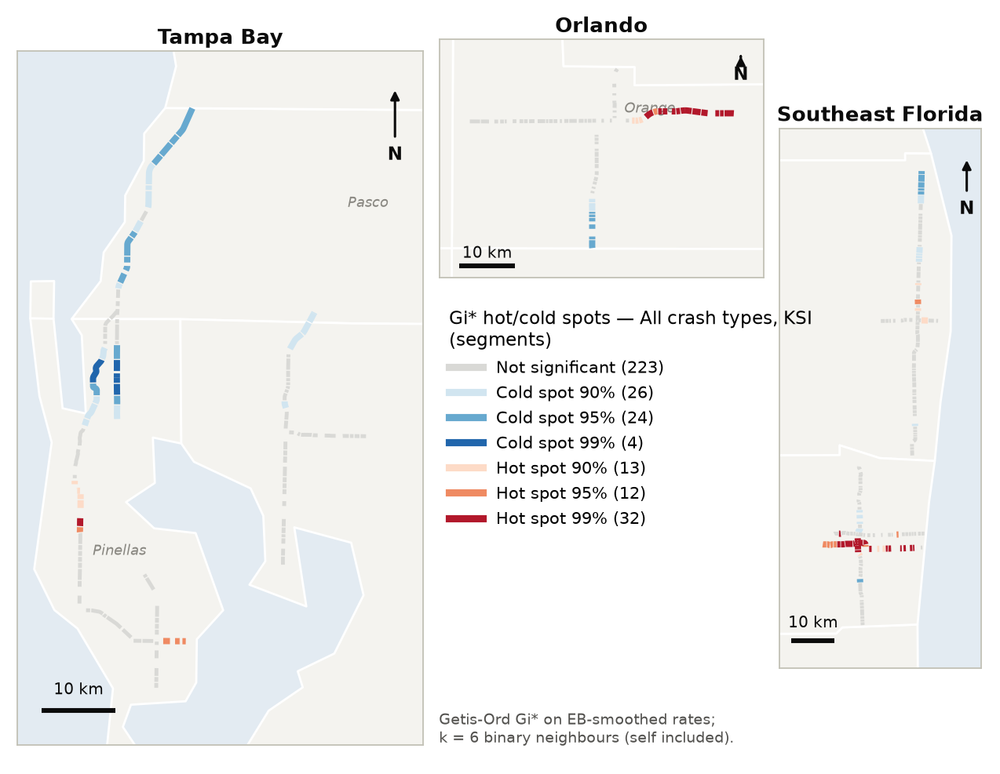 Tampa Bay
Orlando
Southeast Florida
N
Pasco
Pinellas
10 km
N
Orange
10 km
N
10 km
Gi* hot/cold spots — All crash types, KSI
(segments)
Not significant (223)
Cold spot 90% (26)
Cold spot 95% (24)
Cold spot 99% (4)
Hot spot 90% (13)
Hot spot 95% (12)
Hot spot 99% (32)
Getis-Ord Gi* on EB-smoothed rates;
k = 6 binary neighbours (self included).